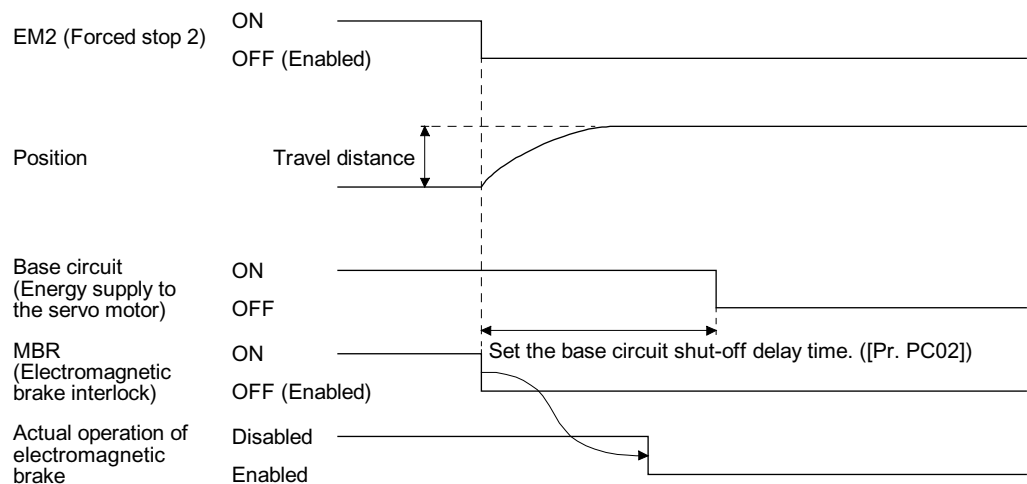 EM2 (Forced stop 2)
ON
OFF (Enabled)
Position
Travel distance
Base circuit
(Energy supply to
the servo motor)
ON
OFF
Set the base circuit shut-off delay time. ([Pr. PC02])
MBR
(Electromagnetic
brake interlock)
ON
OFF (Enabled)
Actual operation of
electromagnetic
brake
Disabled
Enabled